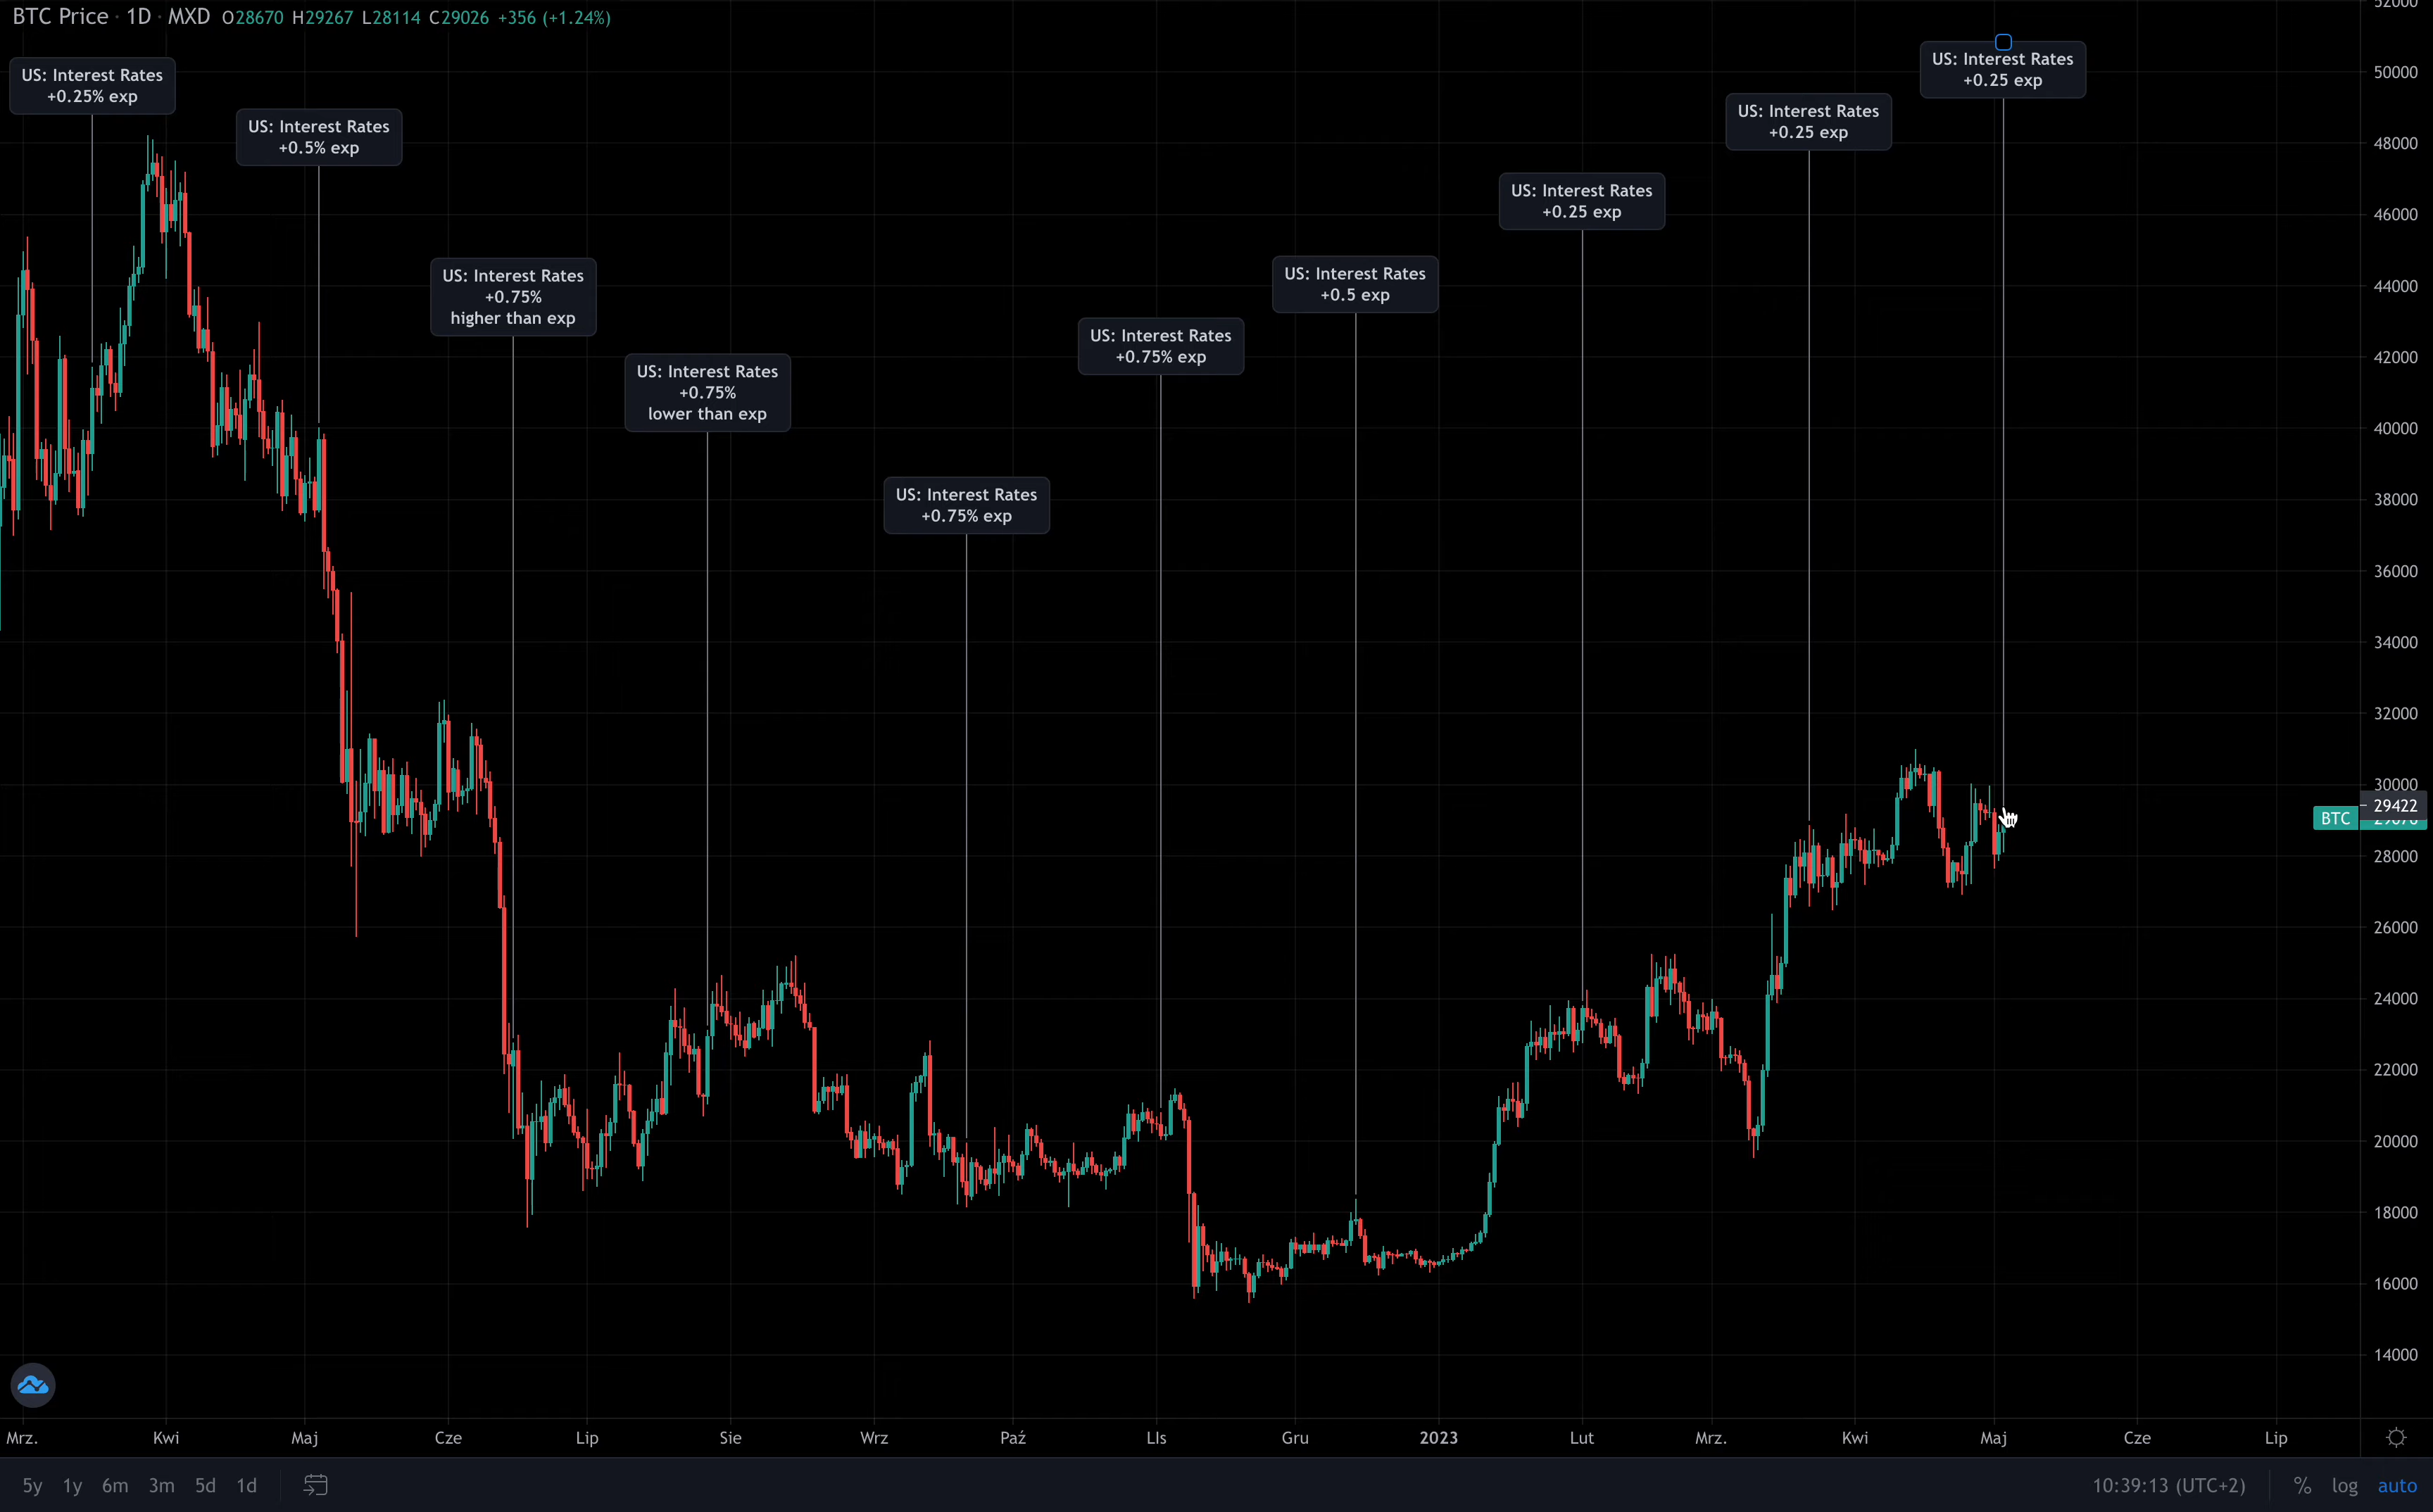 BTC Price · 1D · MXD O28670 H29267 L28114 C29026 +356 (+1.24%)
US: Interest Rates
+0.25% exp
US: Interest Rates
+0.5% exp
US: Interest Rates
+0.75%
higher than exp
US: Interest Rates
+0.75%
lower than exp
US: Interest Rates
+0.75% exp
US: Interest Rates
+0.75% exp
US: Interest Rates
+0.5 exp
US: Interest Rates
+0.25 exp
US: Interest Rates
+0.25 exp
US: Interest Rates
+0.25 exp
52000
50000
48000
46000
44000
42000
40000
38000
36000
34000
32000
30000
29422
BTC
28000
26000
24000
22000
20000
18000
16000
14000
Mrz. Kwi Maj Cze Lip Sie Wrz Paź LIs Gru 2023 Lut Mrz. Kwi Maj Cze Lip
5y 1y 6m 3m 5d 1d 10:39:13 (UTC+2) % log auto